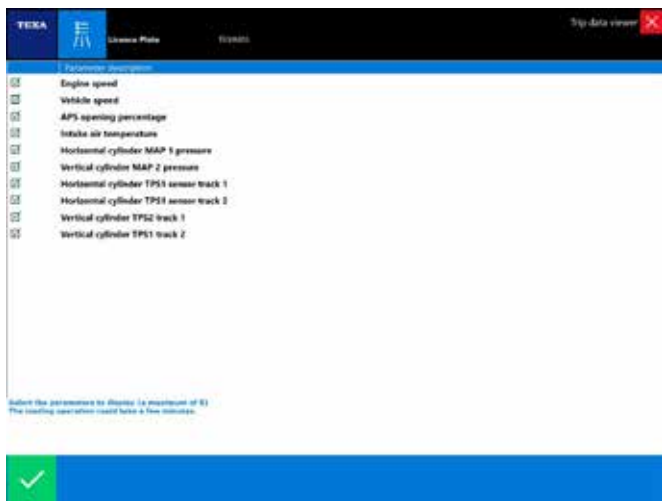 TEXA
Licence Plate
Trip data viewer
Parameter description
Engine speed
Vehicle speed
APS opening percentage
Intake air temperature
Horizontal cylinder MAP 1 pressure
Vertical cylinder MAP 2 pressure
Horizontal cylinder TPS1 sensor track 1
Horizontal cylinder TPS1 sensor track 2
Vertical cylinder TPS2 track 1
Vertical cylinder TPS1 track 2
Select the parameters to display (a maximum of
The loading operation could take a few minutes.